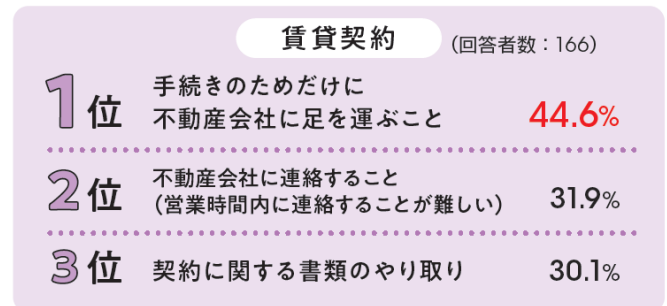 賃貸契約 （回答者数：166）
1位 手続きのためだけに
不動産会社に足を運ぶこと 44.6%
2位 不動産会社に連絡すること
（営業時間内に連絡することが難しい） 31.9%
3位 契約に関する書類のやり取り 30.1%